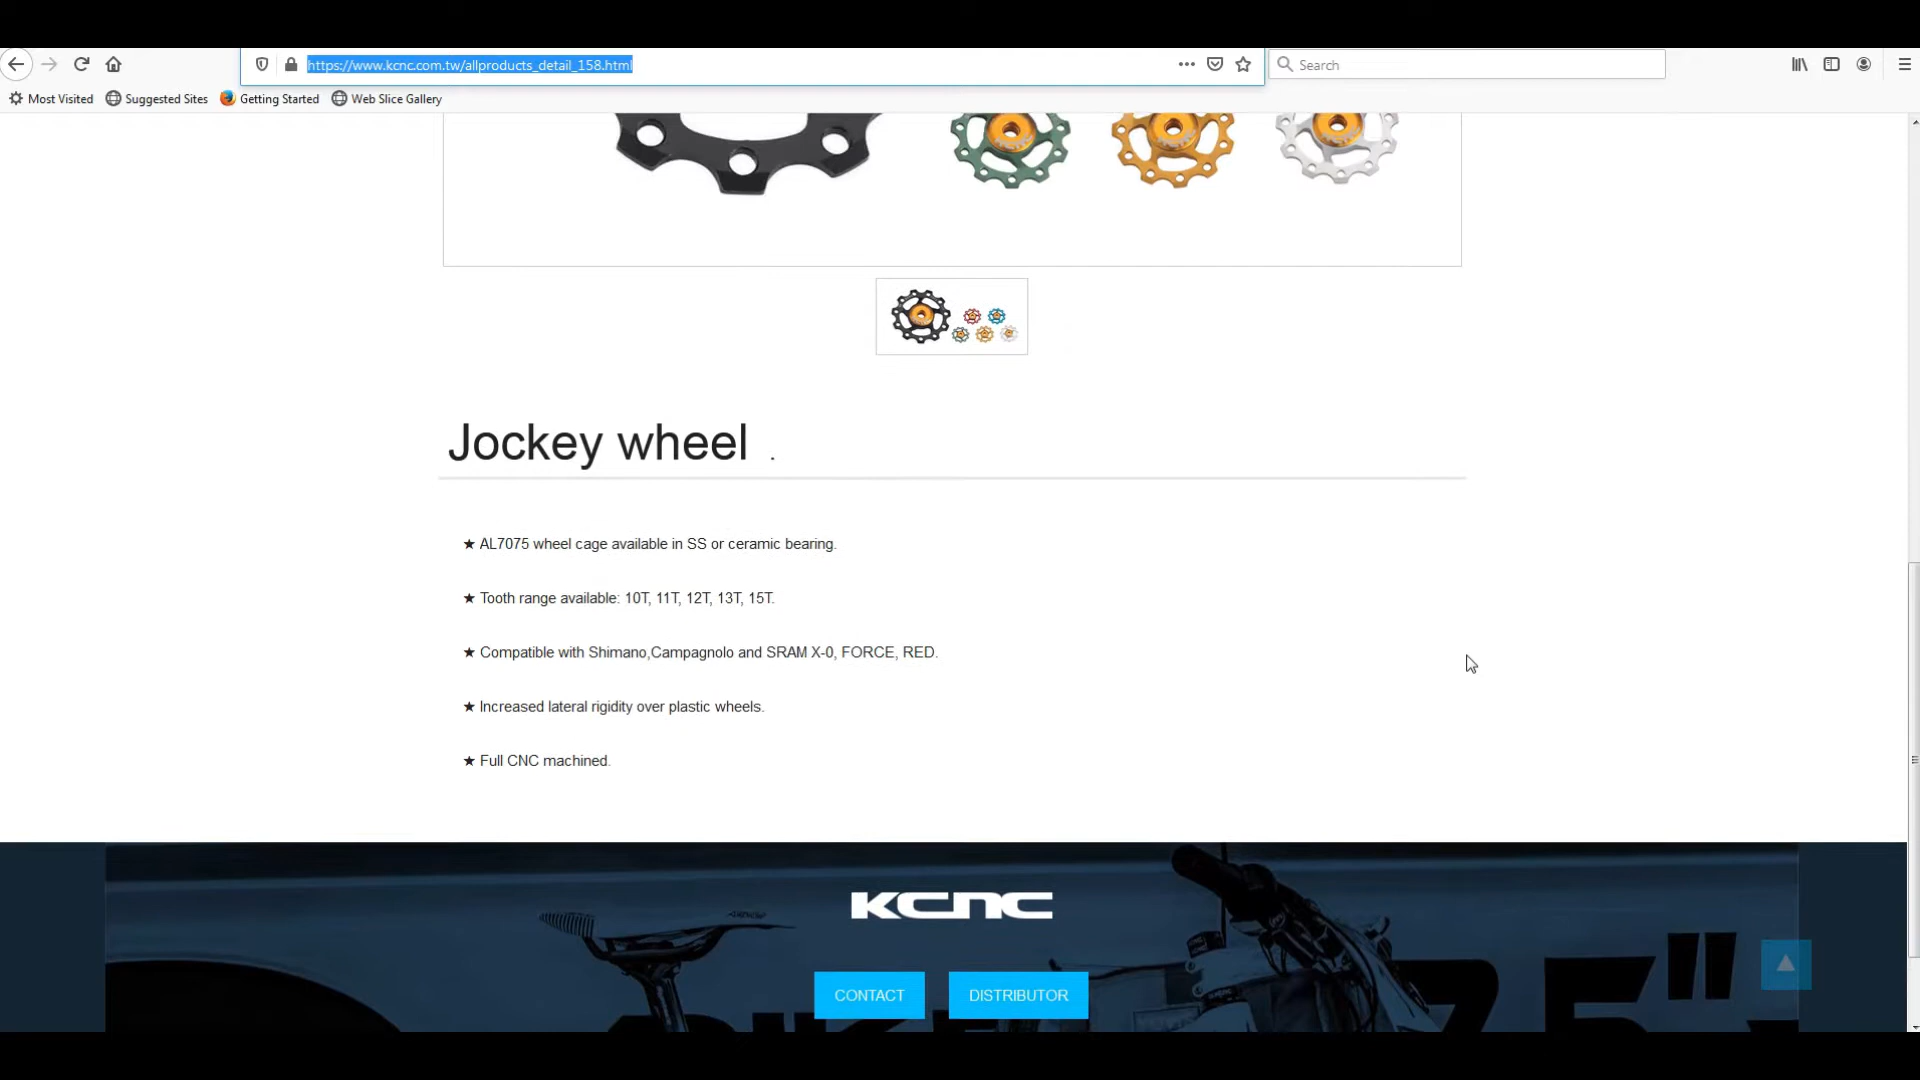 https://www.kcnc.com.tw/allproducts_detail_158.html
Search
Most Visited
Suggested Sites
Getting Started
Web Slice Gallery
Jockey wheel .
★ AL7075 wheel cage available in SS or ceramic bearing.
★ Tooth range available: 10T, 11T, 12T, 13T, 15T.
★ Compatible with Shimano,Campagnolo and SRAM X-0, FORCE, RED.
★ Increased lateral rigidity over plastic wheels.
★ Full CNC machined.
KCNC
CONTACT
DISTRIBUTOR